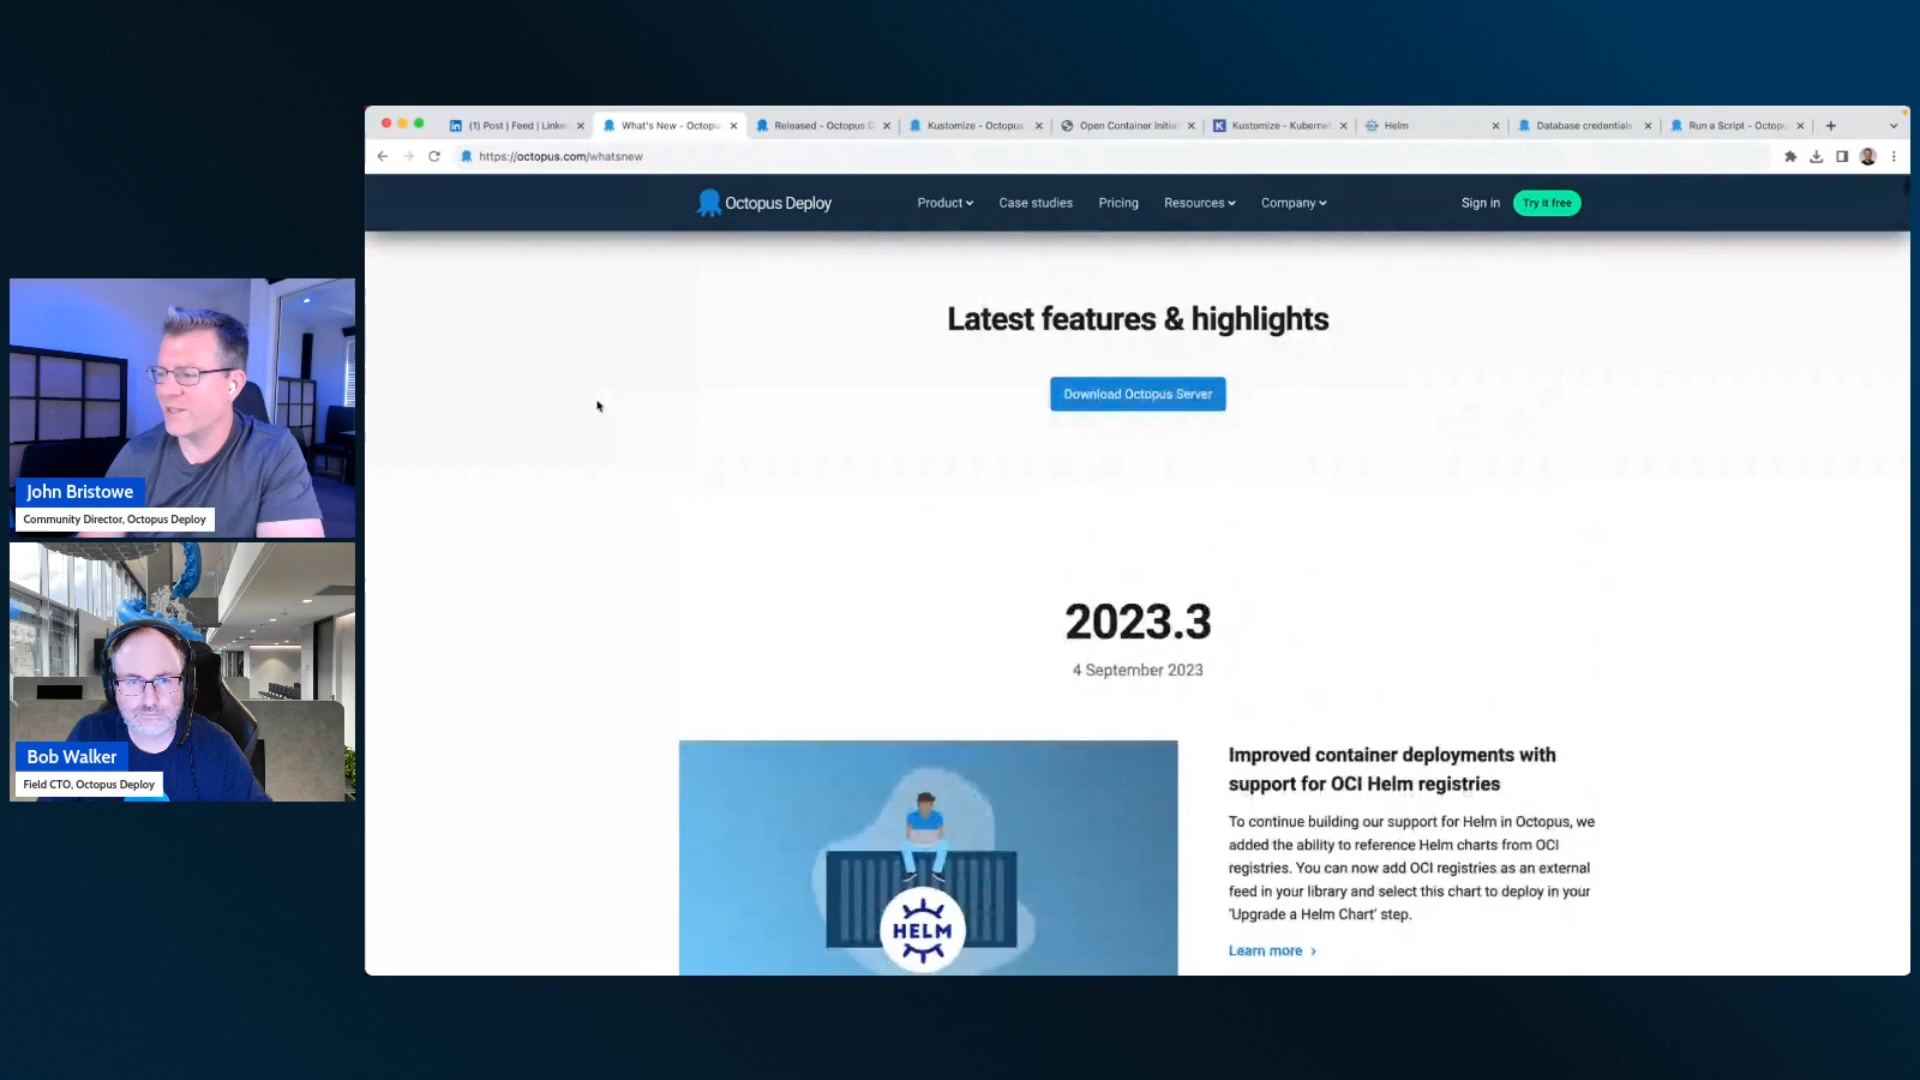 (1) Post | Feed | Linke
What's New - Octopu
Released - Octopus D
Kustomize - Octopus
Open Container Initia
Kustomize - Kuberne
Helm
Database credentials
Run a Script - Octopu
https://octopus.com/whatsnew
Octopus Deploy
Product
Case studies
Pricing
Resources
Company
Sign in
Try it free
Latest features & highlights
Download Octopus Server
2023.3
4 September 2023
HELM
Improved container deployments with
support for OCI Helm registries
To continue building our support for Helm in Octopus, we
added the ability to reference Helm charts from OCI
registries. You can now add OCI registries as an external
feed in your library and select this chart to deploy in your
'Upgrade a Helm Chart' step.
Learn more
John Bristowe
Community Director, Octopus Deploy
Bob Walker
Field CTO, Octopus Deploy